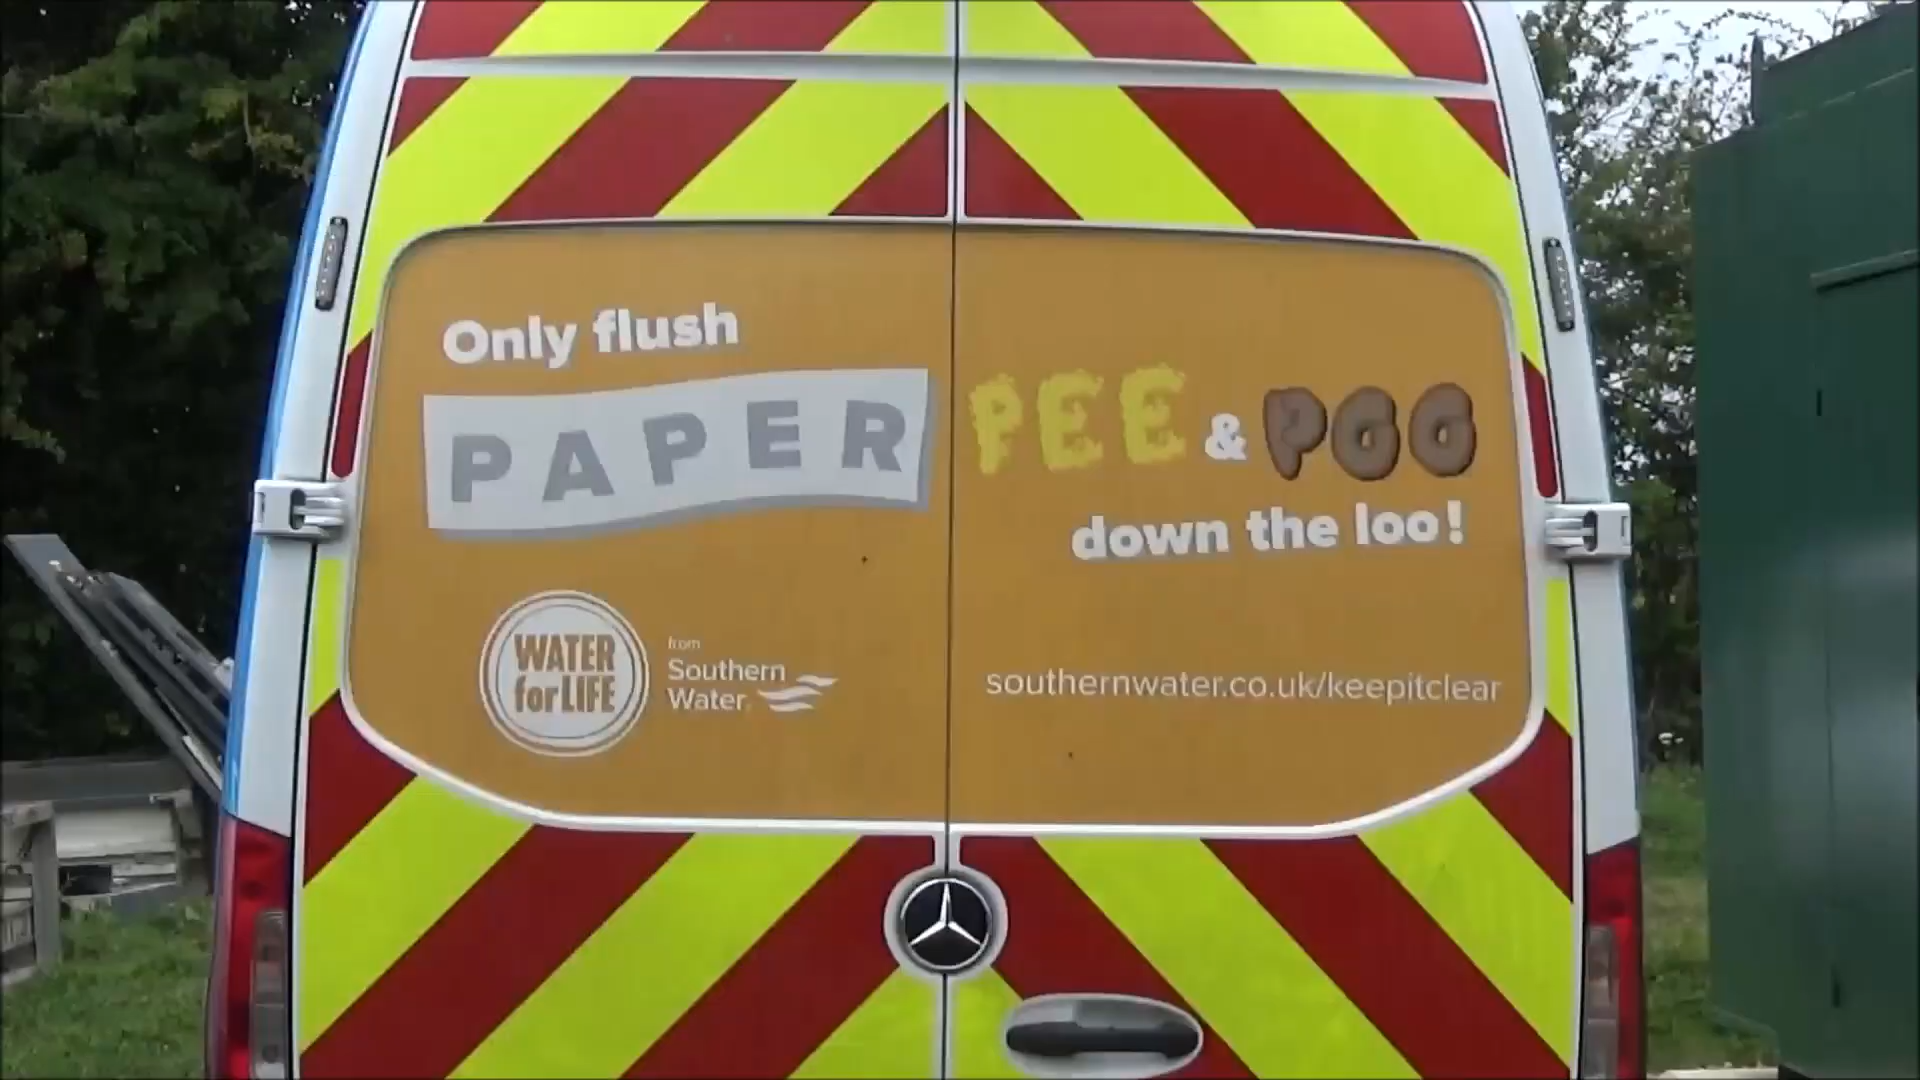 Only flush
PAPER PEE & POO
down the loo!
WATER
for LIFE
from
Southern
Water
southernwater.co.uk/keepitclear